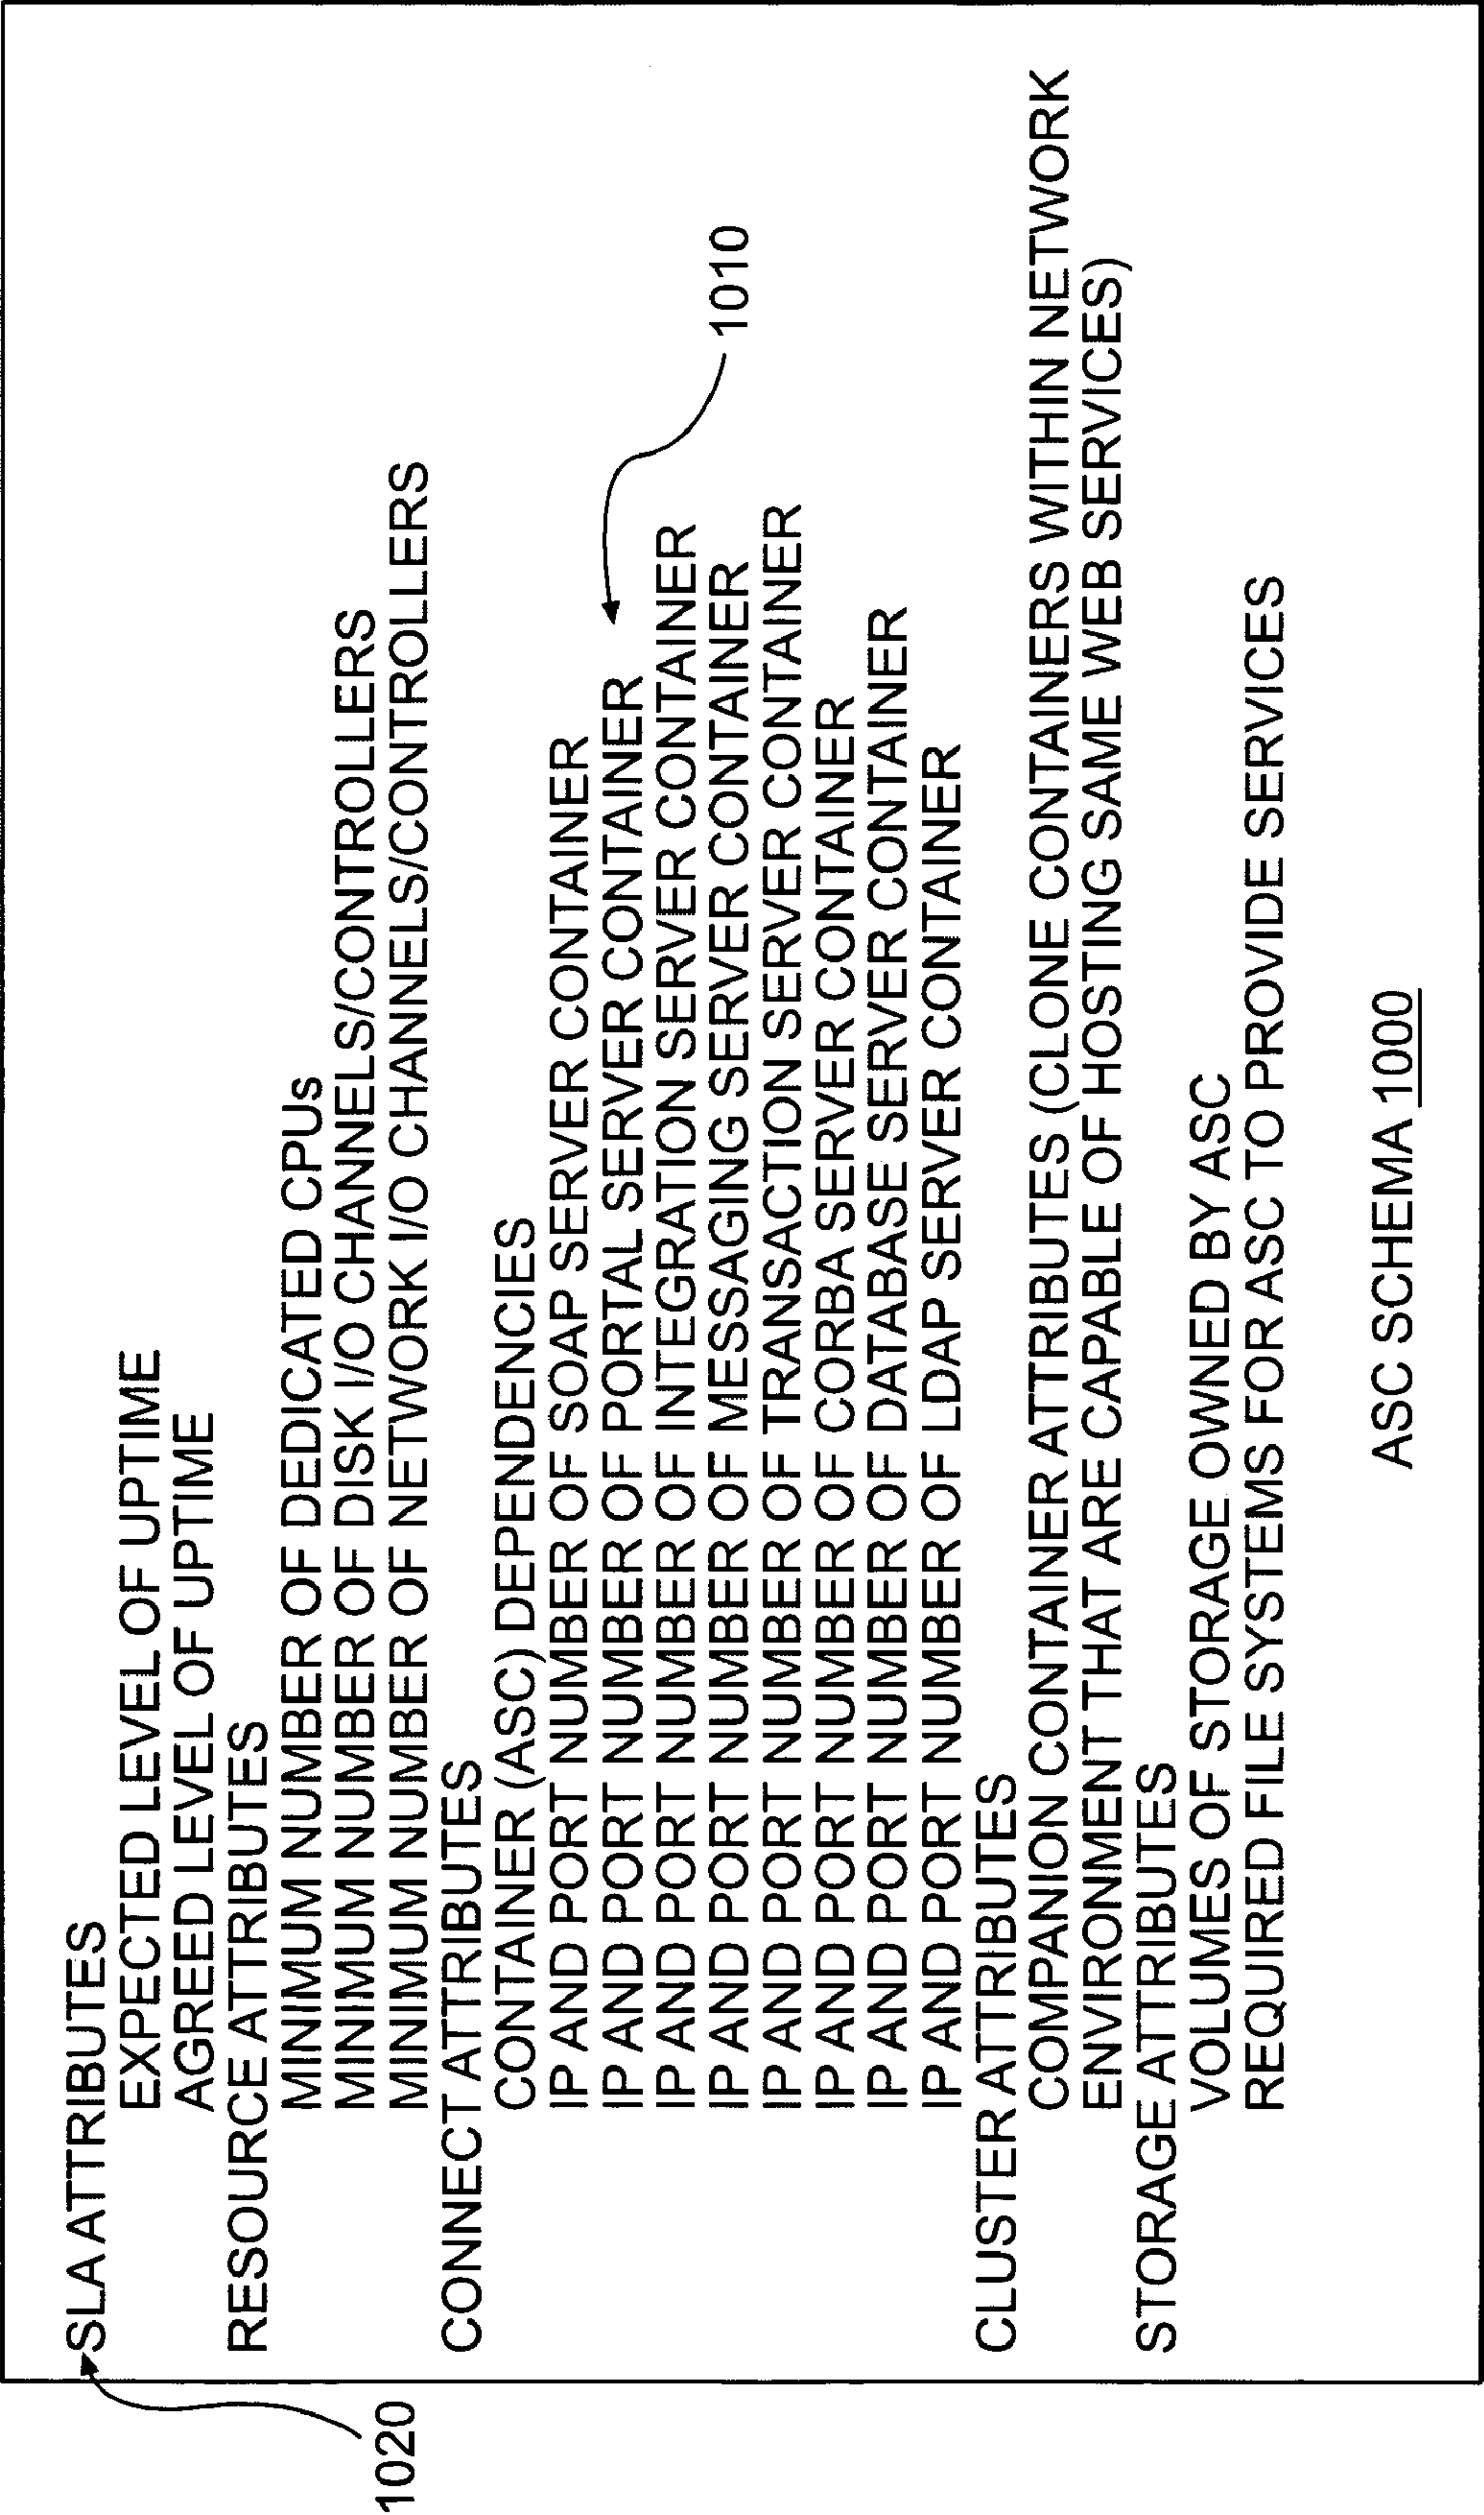 SLA ATTRIBUTES
EXPECTED LEVEL OF UPTIME
AGREED LEVEL OF UPTIME
RESOURCE ATTRIBUTES
MINIMUM NUMBER OF DEDICATED CPUs
MINIMUM NUMBER OF DISK I/O CHANNELS/CONTROLLERS
MINIMUM NUMBER OF NETWORK I/O CHANNELS/CONTROLLERS
CONNECT ATTRIBUTES
CONTAINER (ASC) DEPENDENCIES
IP AND PORT NUMBER OF SOAP SERVER CONTAINER
IP AND PORT NUMBER OF PORTAL SERVER CONTAINER
IP AND PORT NUMBER OF INTEGRATION SERVER CONTAINER
IP AND PORT NUMBER OF MESSAGING SERVER CONTAINER
IP AND PORT NUMBER OF TRANSACTION SERVER CONTAINER
IP AND PORT NUMBER OF CORBA SERVER CONTAINER
IP AND PORT NUMBER OF DATABASE SERVER CONTAINER
IP AND PORT NUMBER OF LDAP SERVER CONTAINER
CLUSTER ATTRIBUTES
COMPANION CONTAINER ATTRIBUTES (CLONE CONTAINERS WITHIN NETWORK
ENVIRONMENT THAT ARE CAPABLE OF HOSTING SAME WEB SERVICES)
STORAGE ATTRIBUTES
VOLUMES OF STORAGE OWNED BY ASC
REQUIRED FILE SYSTEMS FOR ASC TO PROVIDE SERVICES
ASC SCHEMA 1000
1010
1020